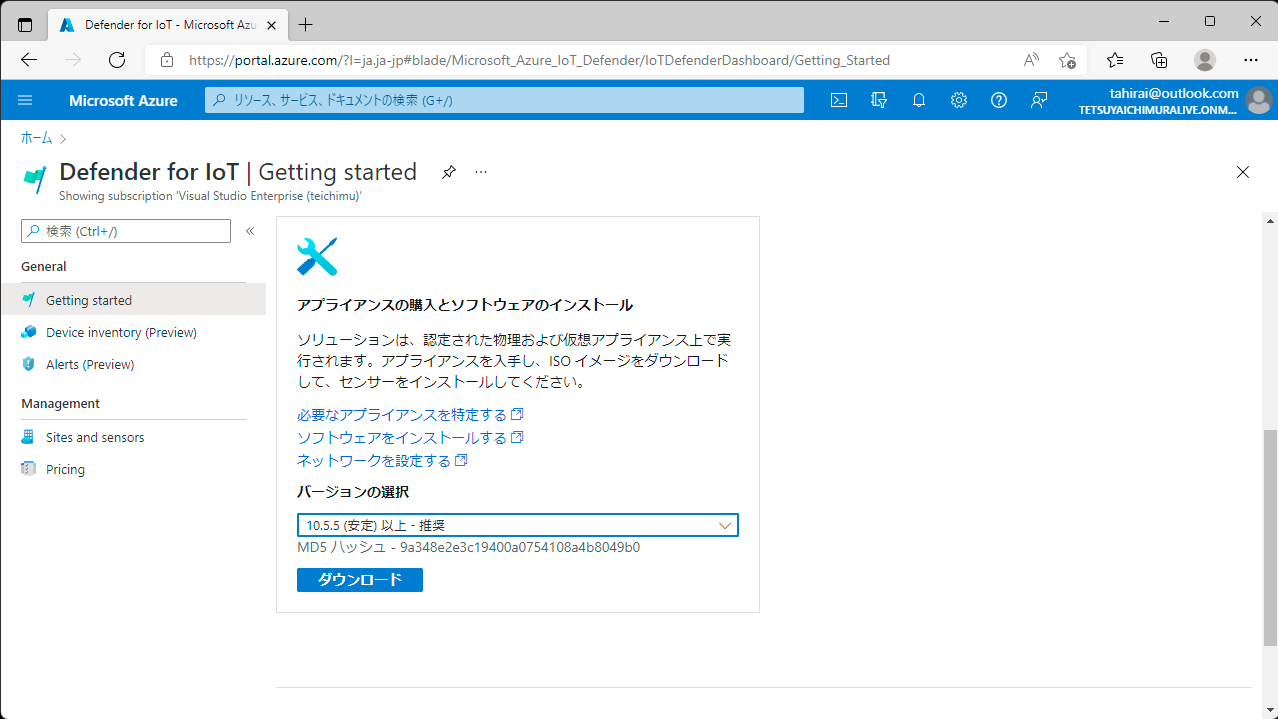 Defender for IoT - Microsoft Azu
https://portal.azure.com/?l=ja.ja-jp#blade/Microsoft_Azure_IoT_Defender/IoTDefenderDashboard/Getting_Started
Microsoft Azure
リソース、サービス、ドキュメントの検索 (G+/)
tahirai@outlook.com
TETSUYAICHIMURALIVE.ONM...
ホーム
Defender for IoT | Getting started
Showing subscription 'Visual Studio Enterprise (teichimu)'
検索 (Ctrl+/)
General
Getting started
Device inventory (Preview)
Alerts (Preview)
Management
Sites and sensors
Pricing
アプライアンスの購入とソフトウェアのインストール
ソリューションは、認定された物理および仮想アプライアンス上で実
行されます。アプライアンスを入手し、ISO イメージをダウンロード
して、センサーをインストールしてください。
必要なアプライアンスを特定する
ソフトウェアをインストールする
ネットワークを設定する
バージョンの選択
10.5.5 (安定) 以上 - 推奨
MD5 ハッシュ - 9a348e2e3c19400a0754108a4b8049b0
ダウンロード